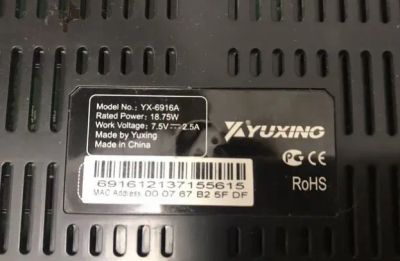 Model No.: YX-6916A
Rated Power: 18.75W
Work Voltage: 7.5V⎓2.5A
Made by Yuxing
Made in China
YUXING
PG CE
RoHS
691612137155615
MAC Address: 00 07 67 B2 5F DF